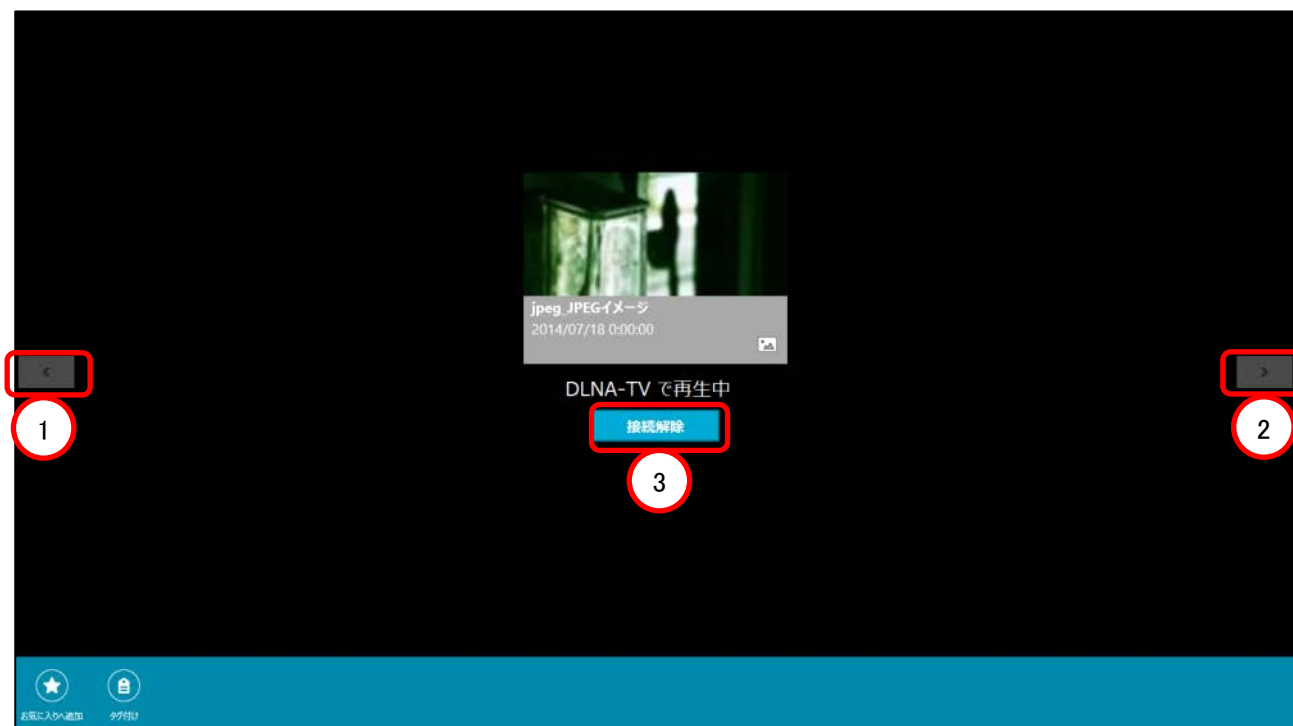 jpeg_JPEGイメージ
2014/07/18 0:00:00
<
>
DLNA-TV で再生中
1
接続解除
2
3
お気に入りへ追加 タグ付け